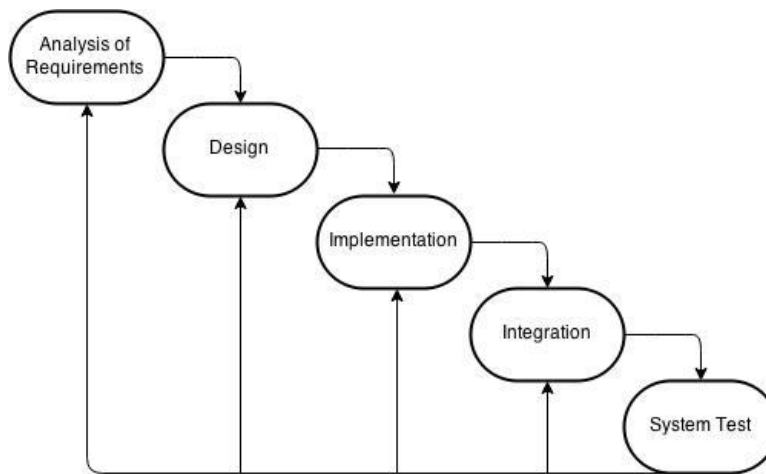 Analysis of
Requirements
Design
Implementation
Integration
System Test